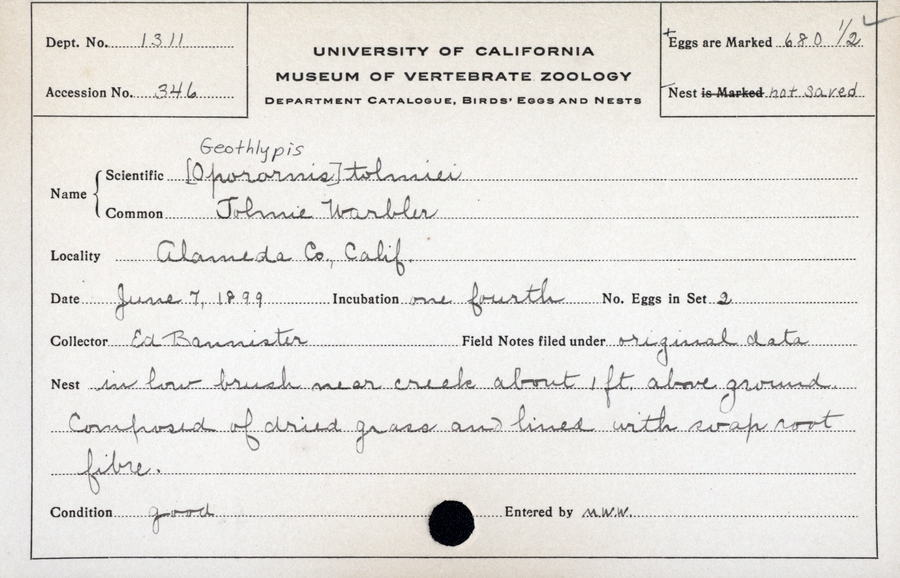 Dept. No. 1311
Accession No. 346
UNIVERSITY OF CALIFORNIA
MUSEUM OF VERTEBRATE ZOOLOGY
DEPARTMENT CATALOGUE, BIRDS' EGGS AND NESTS
Eggs are Marked 680 1/2
Nest is Marked not saved
Geothlypis
Name
Scientific [Oporornis] tolmiei
Common Tolmie Warbler
Locality Alameda Co., Calif.
Date June 7, 1899 Incubation one fourth No. Eggs in Set 2
Collector Ed Bannister Field Notes filed under original data
Nest in low brush near creek about 1 ft. above ground.
Composed of dried grass and lined with soap root
fibre.
Condition good Entered by M.W.W.